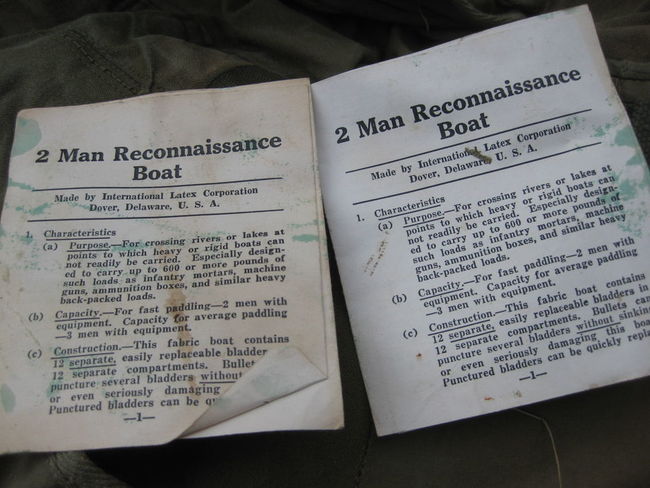 2 Man Reconnaissance
Boat
Made by International Latex Corporation
Dover, Delaware, U. S. A.
1. Characteristics
(a) Purpose.—For crossing rivers or lakes at
points to which heavy or rigid boats can
not readily be carried. Especially design-
ed to carry up to 600 or more pounds of
such loads as infantry mortars, machine
guns, ammunition boxes, and similar heavy
back-packed loads.
(b) Capacity.—For fast paddling—2 men with
equipment. Capacity for average paddling
—3 men with equipment.
(c) Construction.—This fabric boat contains
12 separate, easily replaceable bladder
12 separate compartments. Bullet
puncture several bladders without
or even seriously damaging
Punctured bladders can be qu
—1—
2 Man Reconnaissance
Boat
Made by International Latex Corporation
Dover, Delaware, U. S. A.
1. Characteristics
(a) Purpose.—For crossing rivers or lakes at
points to which heavy or rigid boats can
not readily be carried. Especially design-
ed to carry up to 600 or more pounds of
such loads as infantry mortars, machine
guns, ammunition boxes, and similar heavy
back-packed loads.
(b) Capacity.—For fast paddling—2 men with
equipment. Capacity for average paddling
—3 men with equipment.
(c) Construction.—This fabric boat contains
12 separate, easily replaceable bladders in
12 separate compartments. Bullets can
puncture several bladders without sinkin
or even seriously damaging this boa
Punctured bladders can be quickly repla
—1—